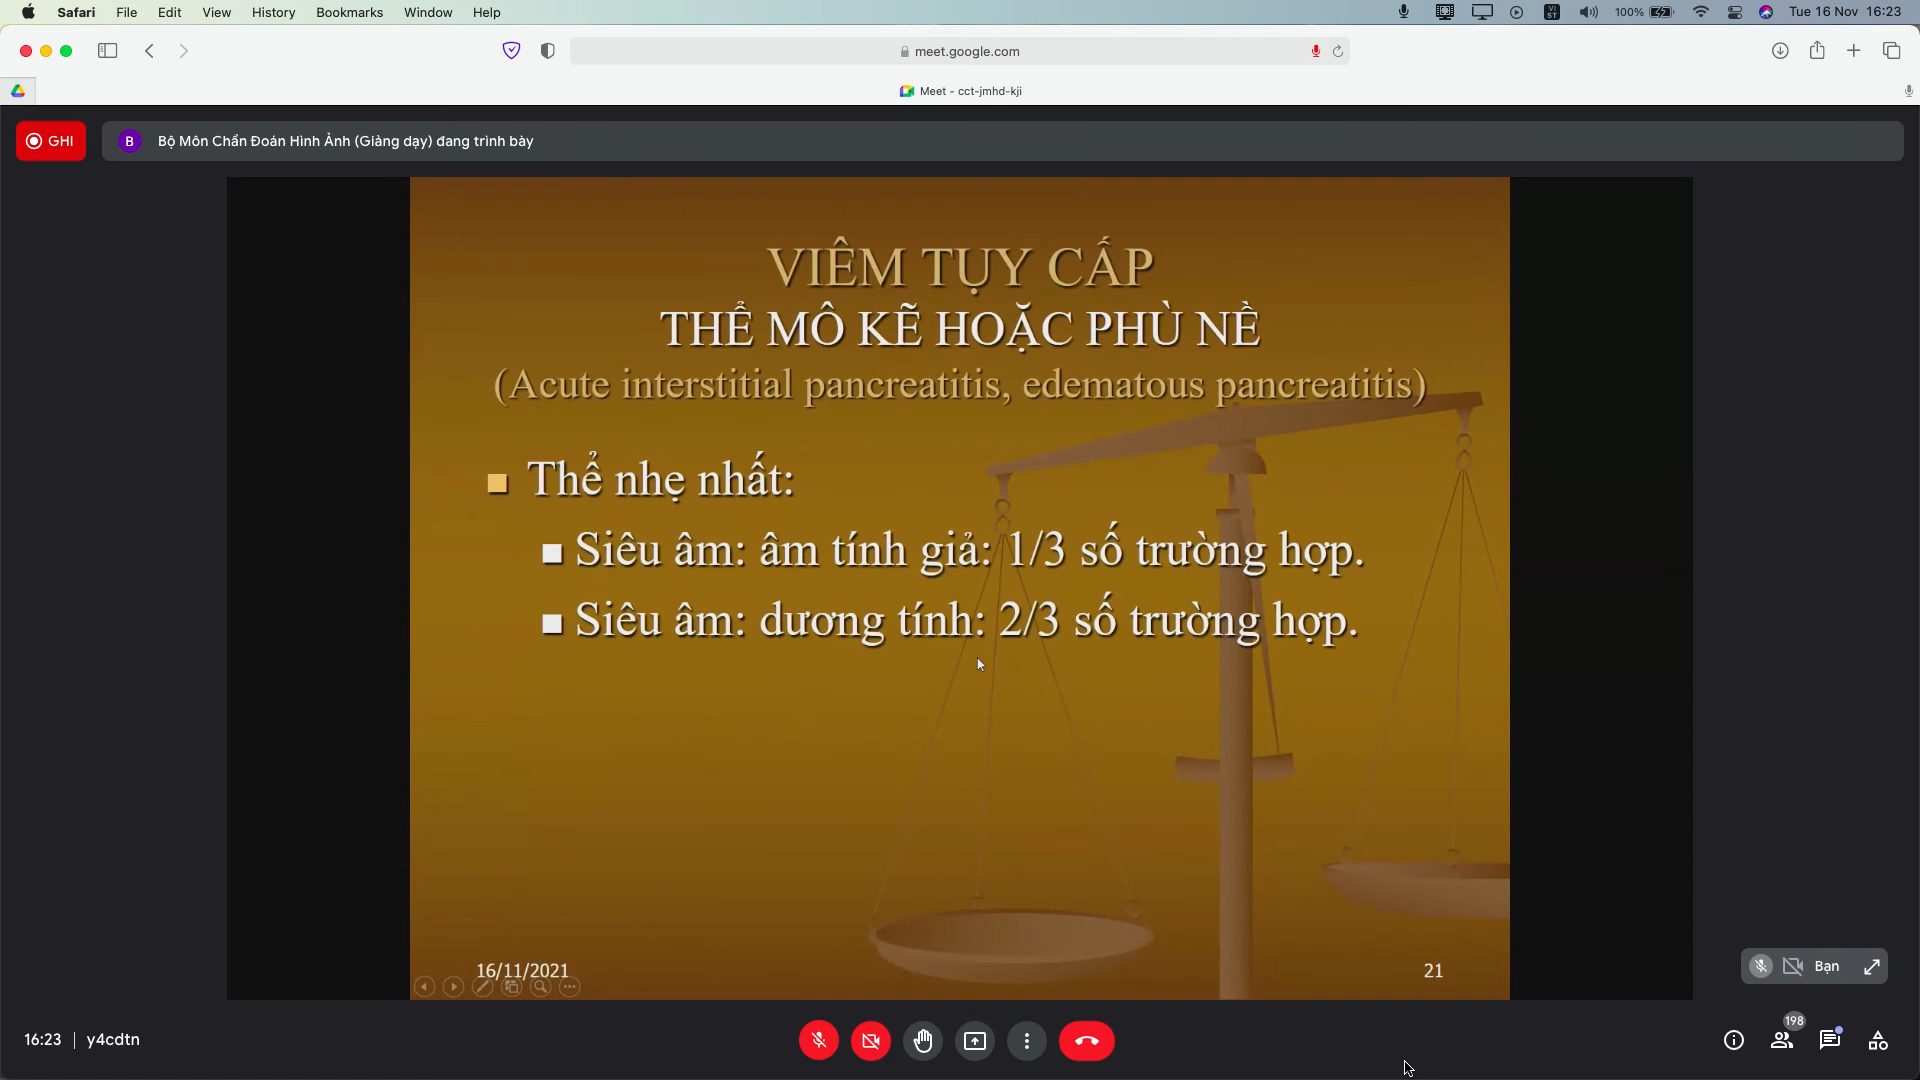 Safari File Edit View History Bookmarks Window Help
VI
ST
100%
Tue 16 Nov 16:23
meet.google.com
Meet - cct-jmhd-kji
GHI
B
Bộ Môn Chẩn Đoán Hình Ảnh (Giảng dạy) đang trình bày
VIÊM TỤY CẤP
THỂ MÔ KẼ HOẶC PHÙ NỀ
(Acute interstitial pancreatitis, edematous pancreatitis)
Thể nhẹ nhất:
Siêu âm: âm tính giả: 1/3 số trường hợp.
Siêu âm: dương tính: 2/3 số trường hợp.
16/11/2021
21
Bạn
16:23 | y4cdtn
198